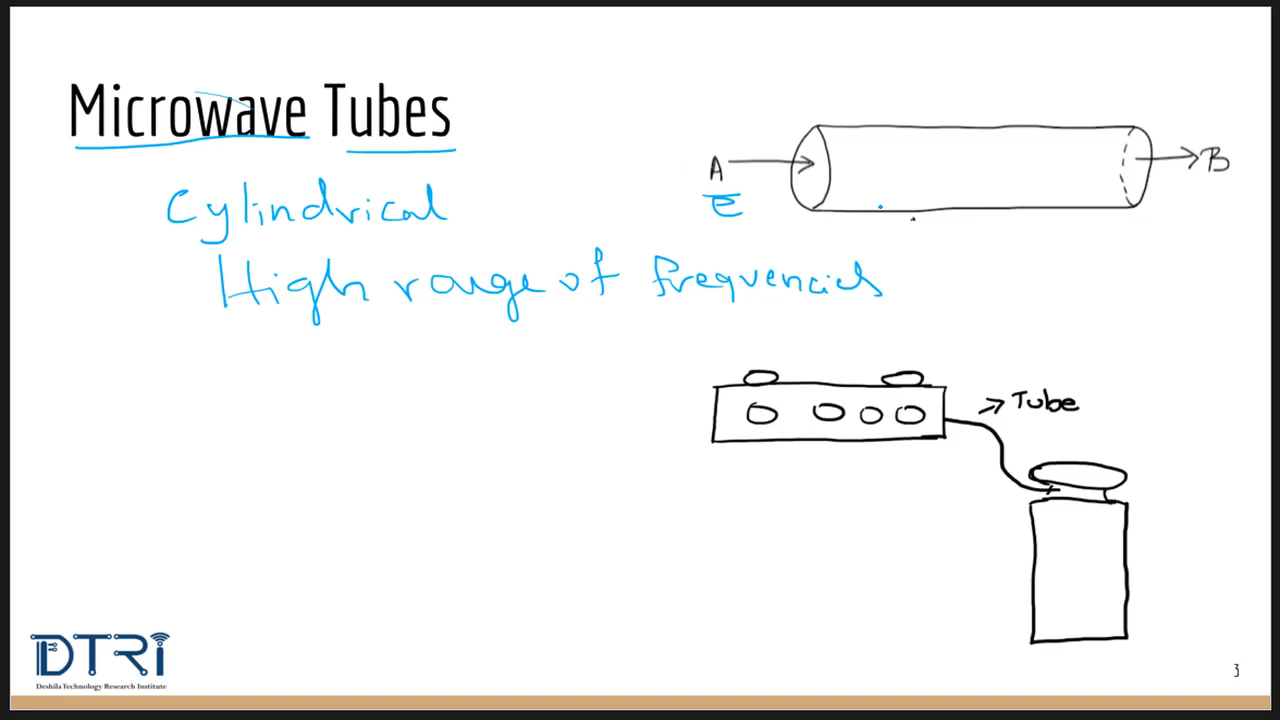 Microwave Tubes
A
B
E
Cylindrical
High range of frequencies
Tube
DTRi
Deshila Technology Research Institute
3